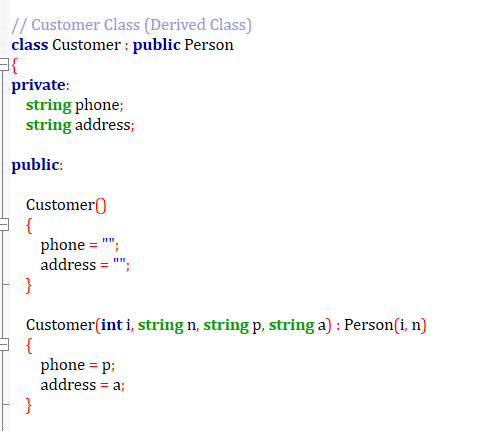 // Customer Class (Derived Class)
class Customer : public Person
{
private:
    string phone;
    string address;

public:

    Customer()
    {
        phone = "";
        address = "";
    }

    Customer(int i, string n, string p, string a) : Person(i, n)
    {
        phone = p;
        address = a;
    }